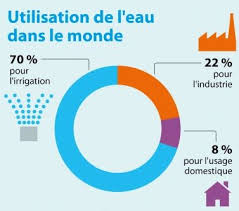 Utilisation de l'eau
dans le monde
70 %
pour
l'irrigation
22 %
pour
l'industrie
8 %
pour l'usage
domestique